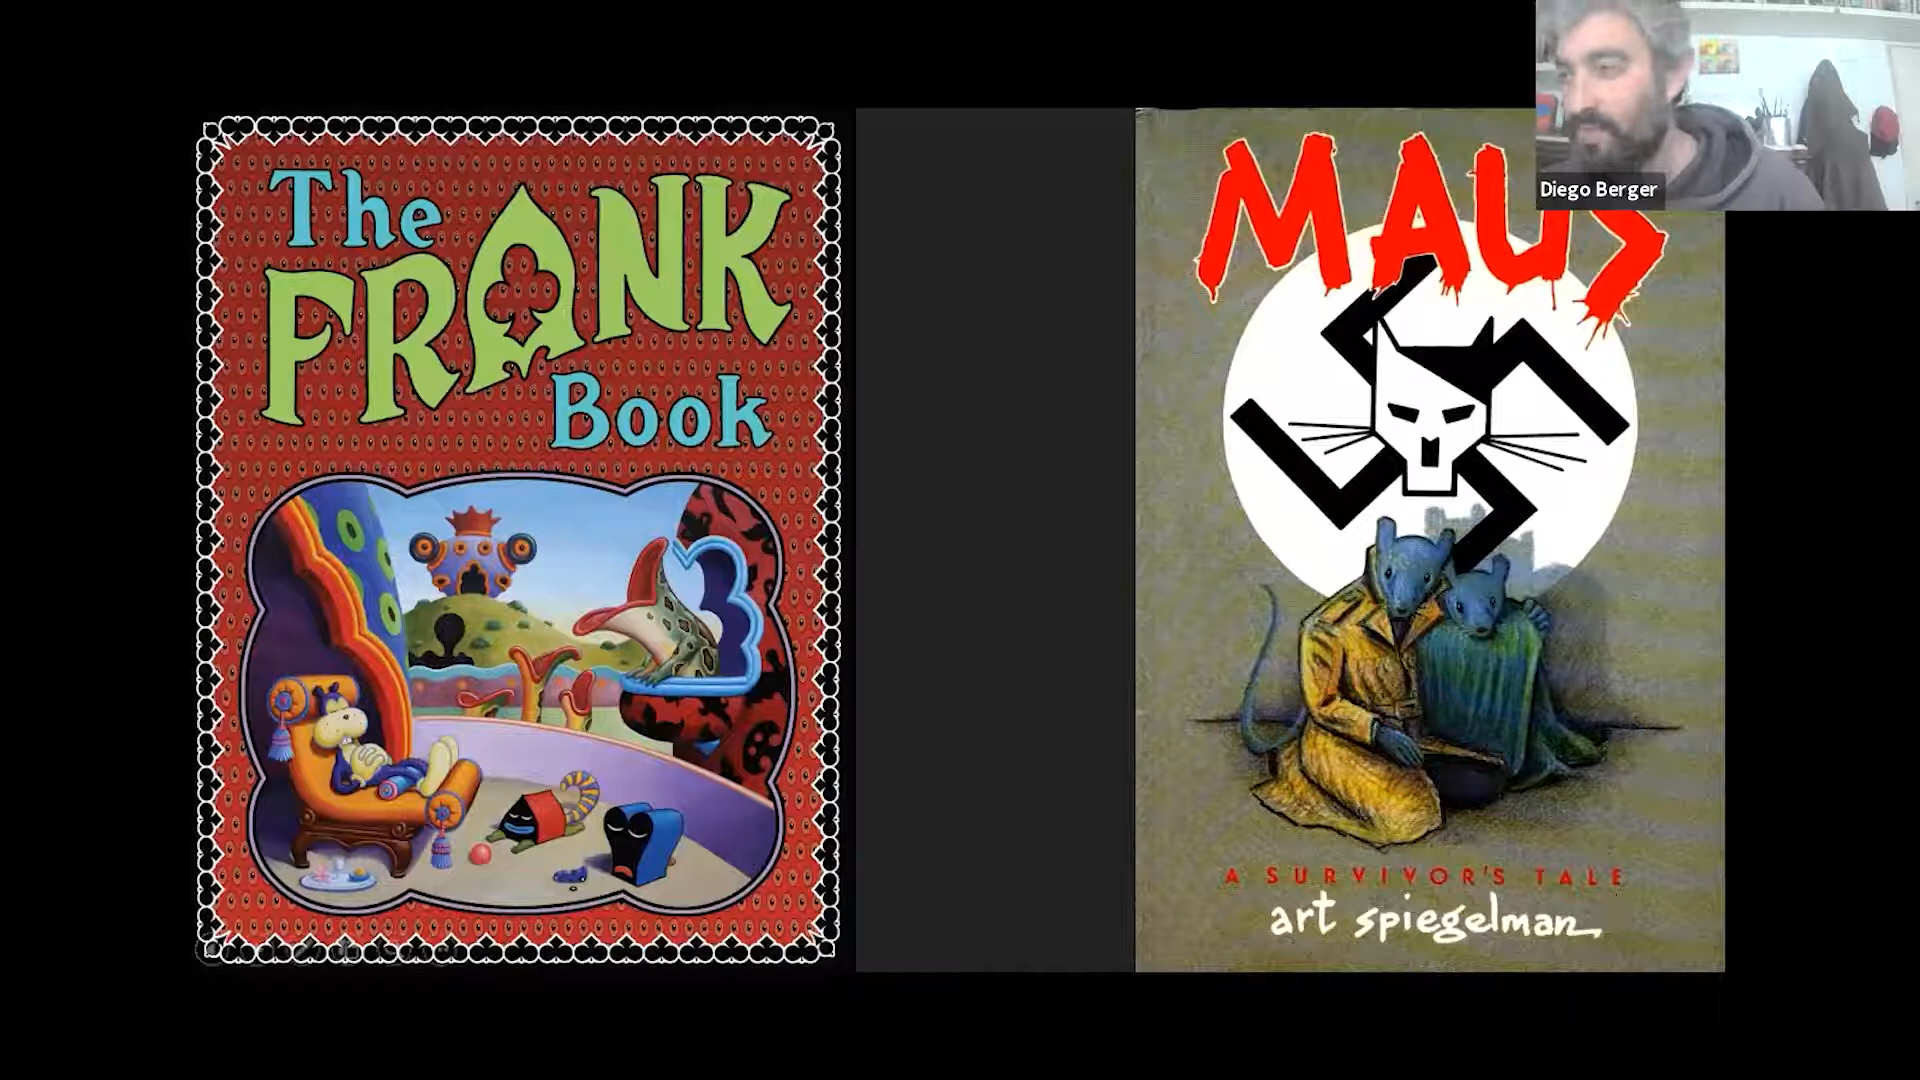 The
FRANK
Book
MAUS
Diego Berger
A SURVIVOR'S TALE
art spiegelman